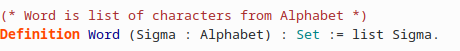 (* Word is list of characters from Alphabet *)
Definition Word (Sigma : Alphabet) : Set := list Sigma.